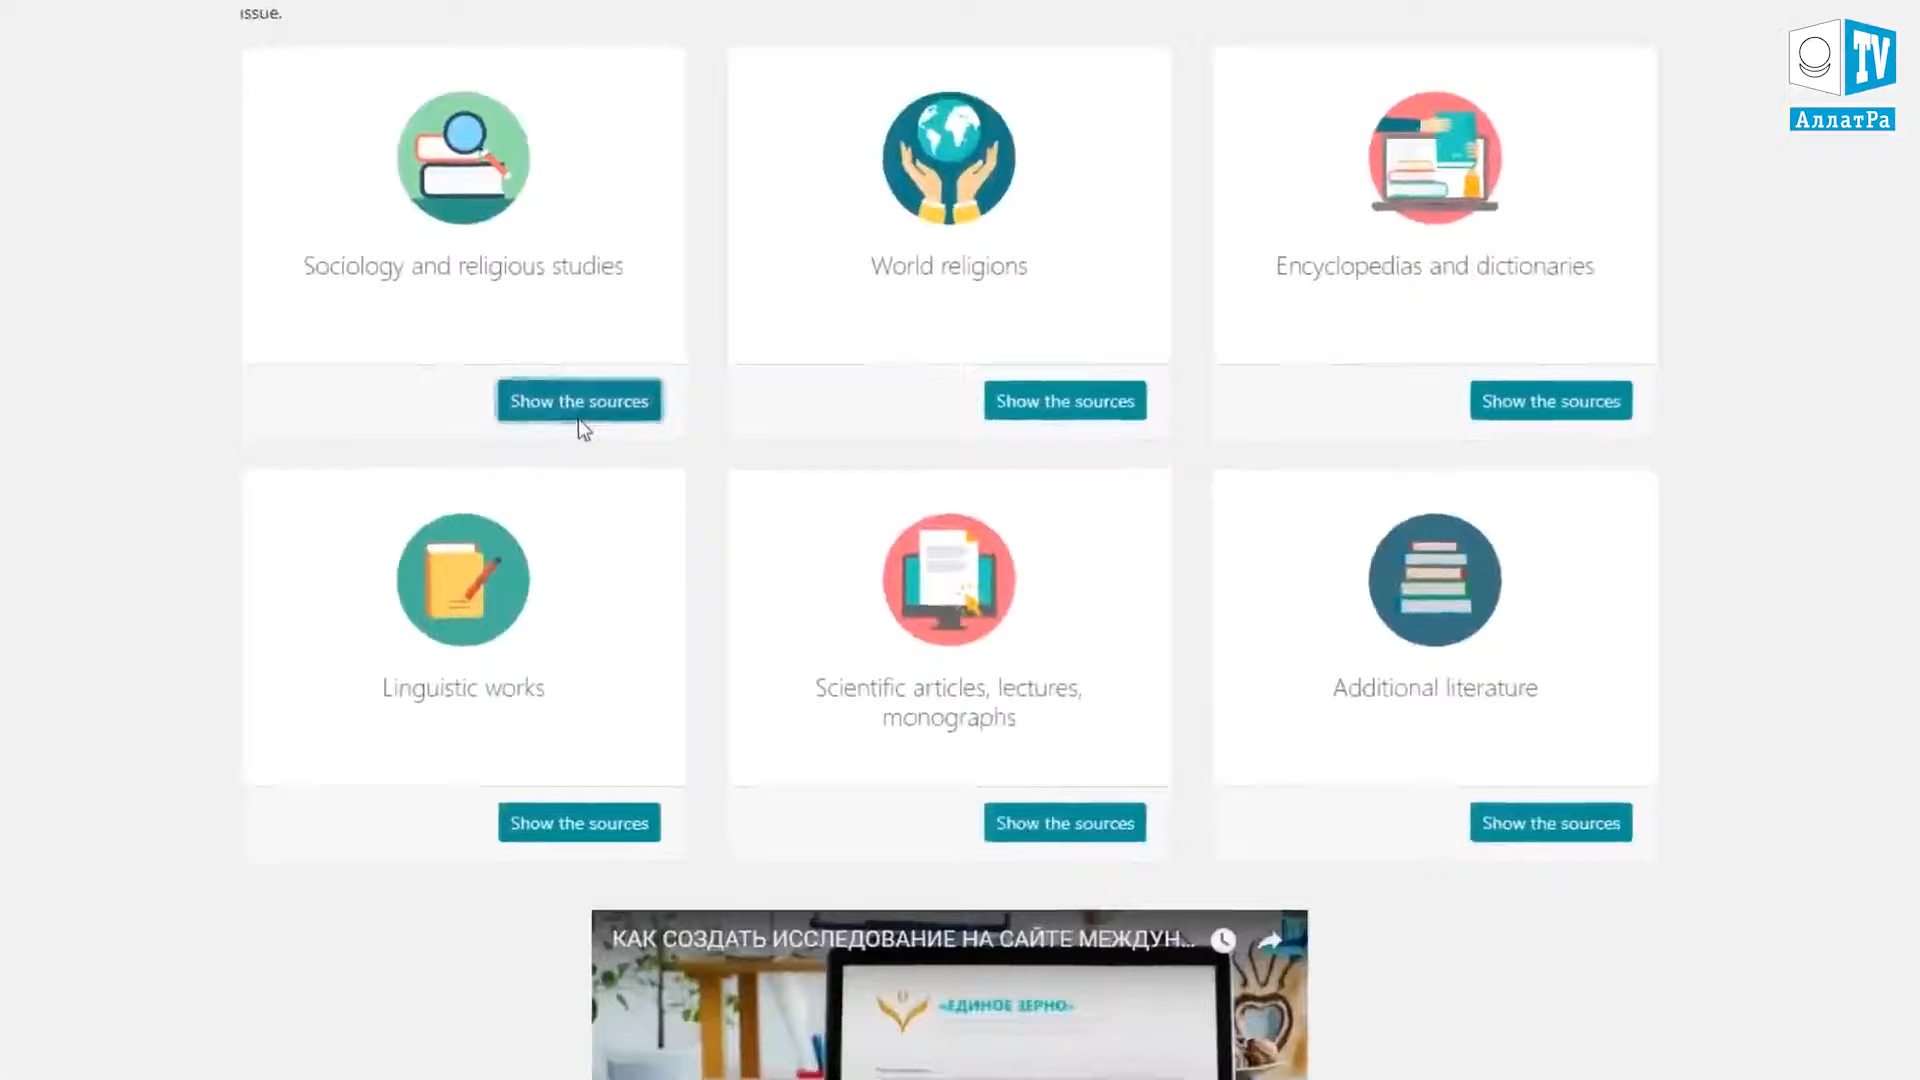 issue.
TV
АллатРа
Sociology and religious studies
World religions
Encyclopedias and dictionaries
Show the sources
Show the sources
Show the sources
Linguistic works
Scientific articles, lectures,
monographs
Additional literature
Show the sources
Show the sources
Show the sources
КАК СОЗДАТЬ ИССЛЕДОВАНИЕ НА САЙТЕ МЕЖДУН...
«ЕДИНОЕ ЗЕРНО»